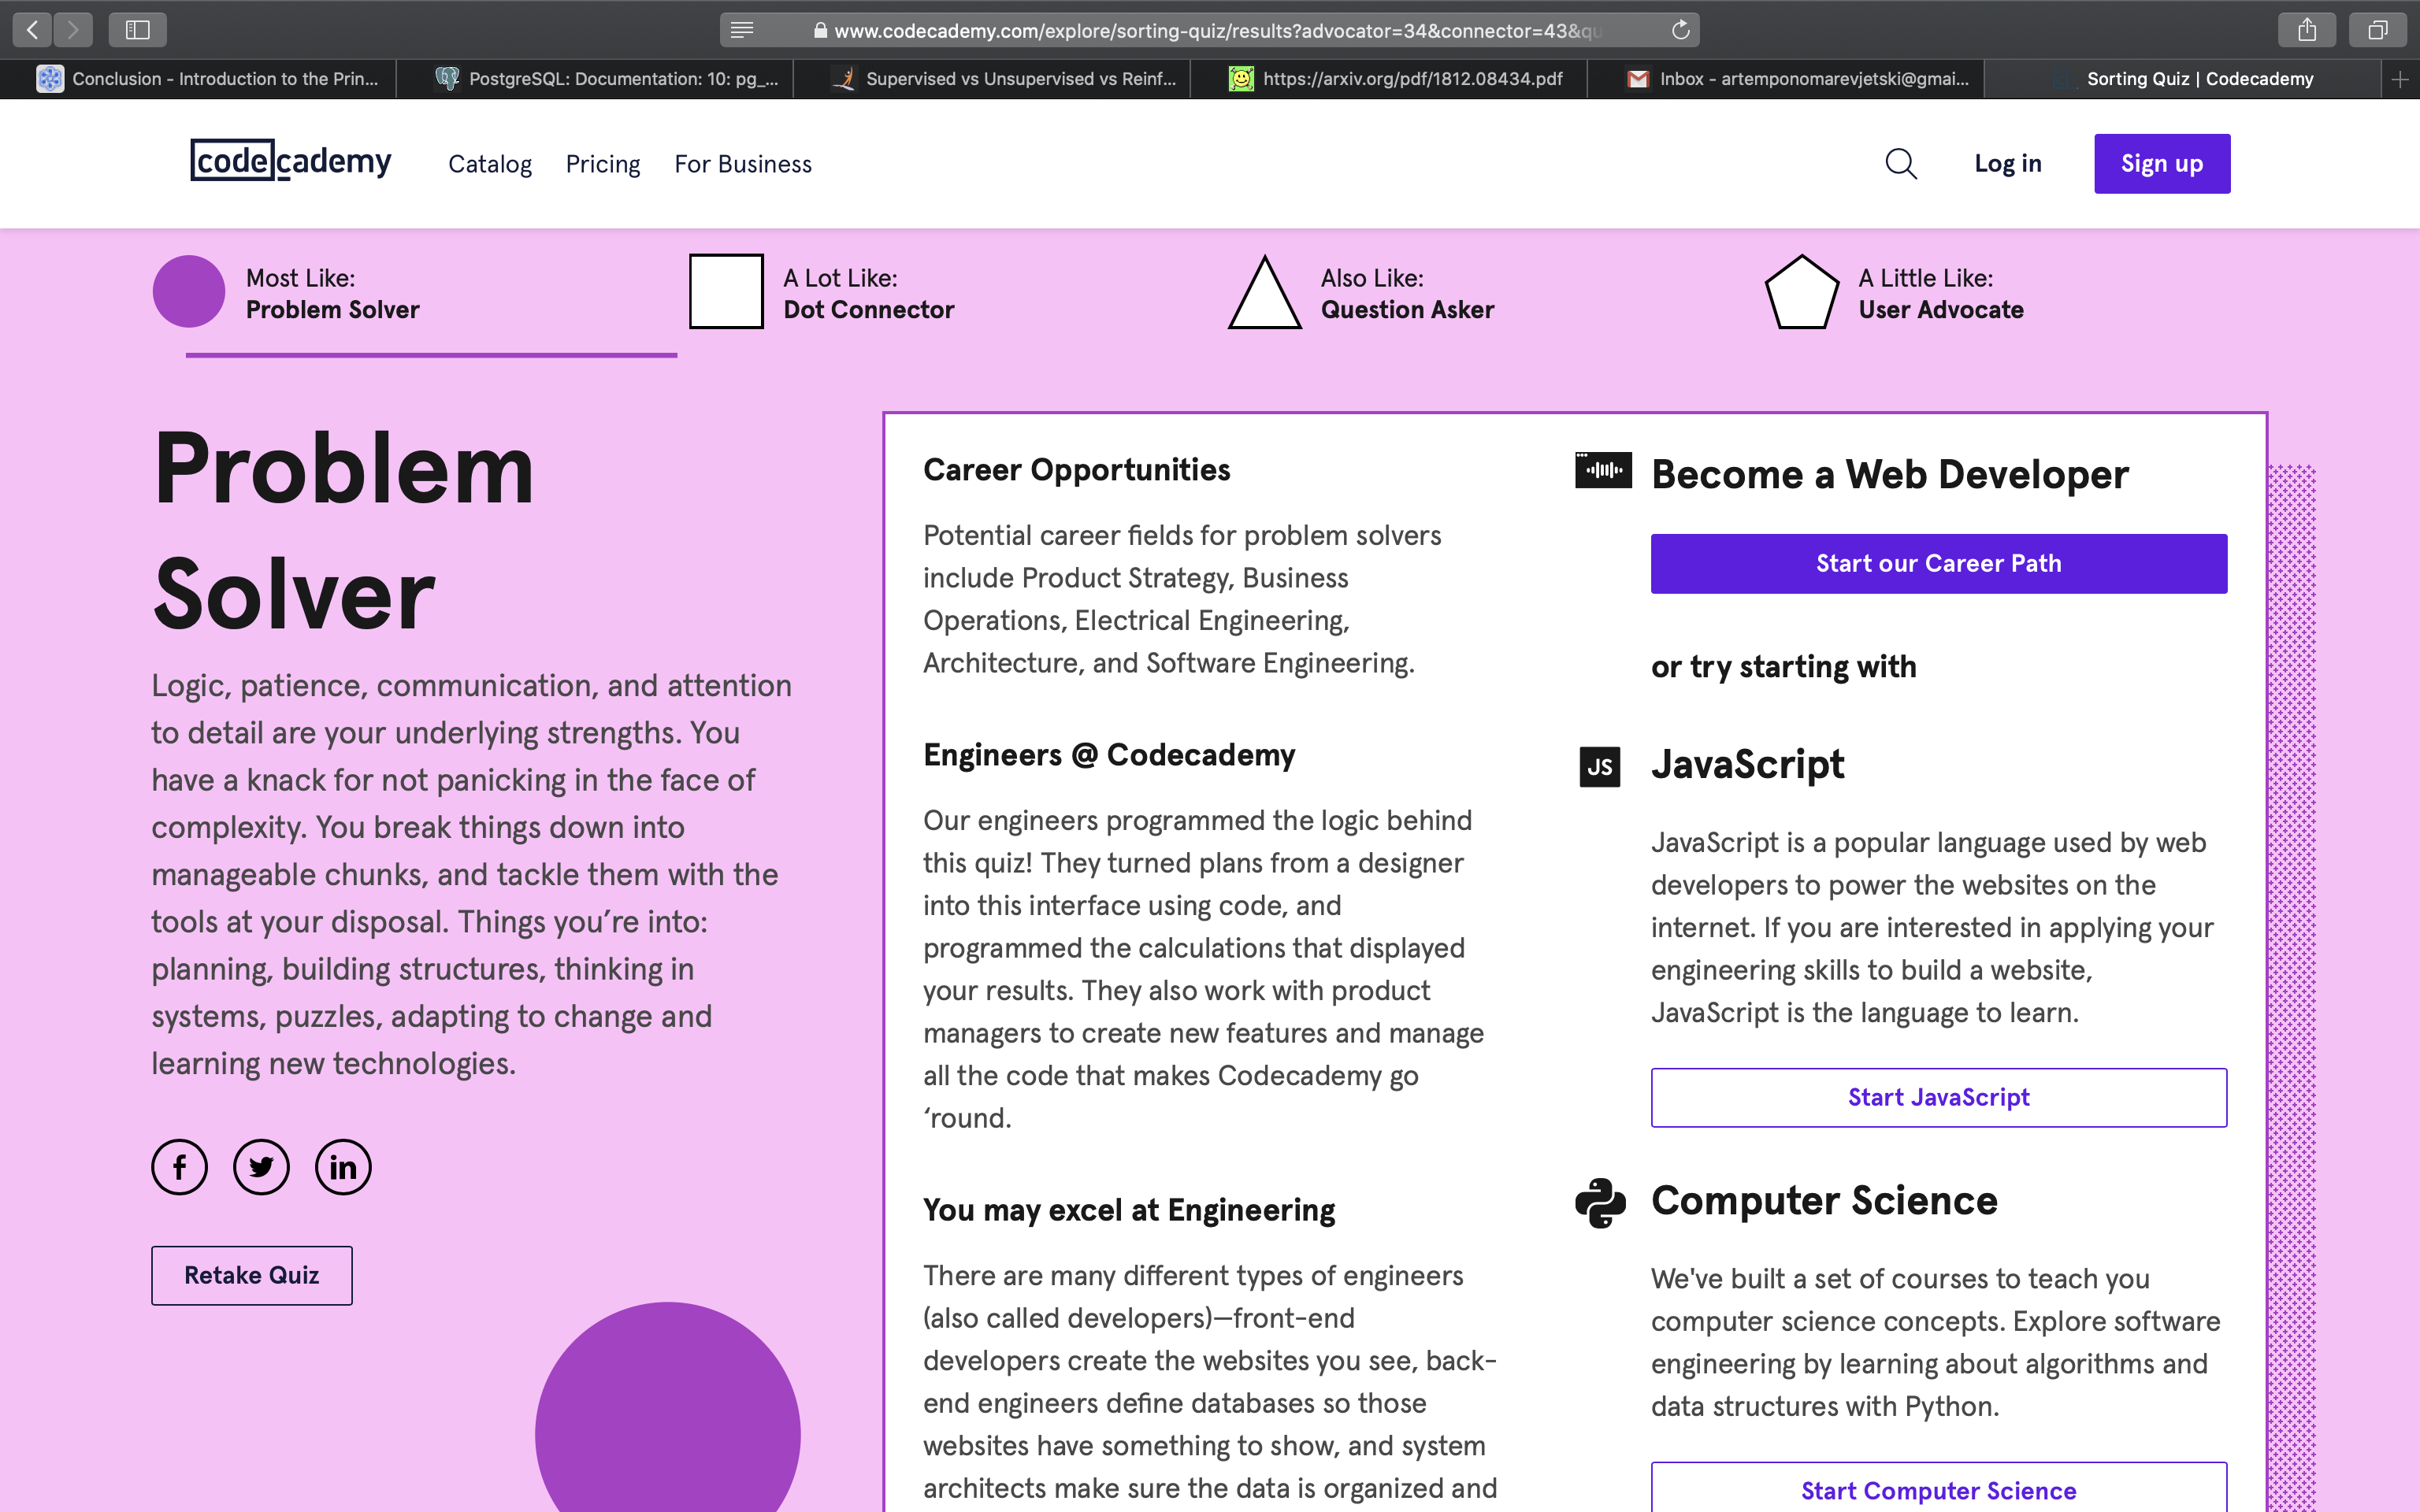 www.codecademy.com/explore/sorting-quiz/results?advocator=34&connector=43&qu
Conclusion - Introduction to the Prin...
PostgreSQL: Documentation: 10: pg_...
Supervised vs Unsupervised vs Reinf...
https://arxiv.org/pdf/1812.08434.pdf
Inbox - artemponomarevjetski@gmai...
Sorting Quiz | Codecademy
codecademy
Catalog
Pricing
For Business
Log in
Sign up
Most Like:
Problem Solver
A Lot Like:
Dot Connector
Also Like:
Question Asker
A Little Like:
User Advocate
Problem
Solver
Logic, patience, communication, and attention
to detail are your underlying strengths. You
have a knack for not panicking in the face of
complexity. You break things down into
manageable chunks, and tackle them with the
tools at your disposal. Things you’re into:
planning, building structures, thinking in
systems, puzzles, adapting to change and
learning new technologies.
f
in
Retake Quiz
Career Opportunities
Potential career fields for problem solvers
include Product Strategy, Business
Operations, Electrical Engineering,
Architecture, and Software Engineering.
Engineers @ Codecademy
Our engineers programmed the logic behind
this quiz! They turned plans from a designer
into this interface using code, and
programmed the calculations that displayed
your results. They also work with product
managers to create new features and manage
all the code that makes Codecademy go
‘round.
You may excel at Engineering
There are many different types of engineers
(also called developers)—front-end
developers create the websites you see, back-
end engineers define databases so those
websites have something to show, and system
architects make sure the data is organized and
Become a Web Developer
Start our Career Path
or try starting with
JS
JavaScript
JavaScript is a popular language used by web
developers to power the websites on the
internet. If you are interested in applying your
engineering skills to build a website,
JavaScript is the language to learn.
Start JavaScript
Computer Science
We've built a set of courses to teach you
computer science concepts. Explore software
engineering by learning about algorithms and
data structures with Python.
Start Computer Science